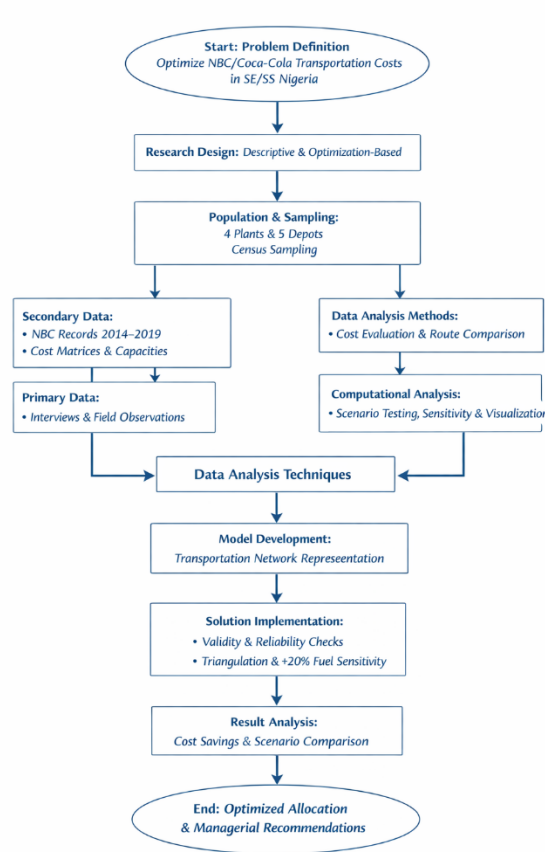 Start: Problem Definition
Optimize NBC/Coca-Cola Transportation Costs
in SE/SS Nigeria
Research Design: Descriptive & Optimization-Based
Population & Sampling:
4 Plants & 5 Depots
Census Sampling
Secondary Data:
• NBC Records 2014–2019
• Cost Matrices & Capacities
Data Analysis Methods:
• Cost Evaluation & Route Comparison
Primary Data:
• Interviews & Field Observations
Computational Analysis:
• Scenario Testing, Sensitivity & Visualization
Data Analysis Techniques
Model Development:
Transportation Network Represeentation
Solution Implementation:
• Validity & Reliability Checks
• Triangulation & +20% Fuel Sensitivity
Result Analysis:
Cost Savings & Scenario Comparison
End: Optimized Allocation
& Managerial Recommendations